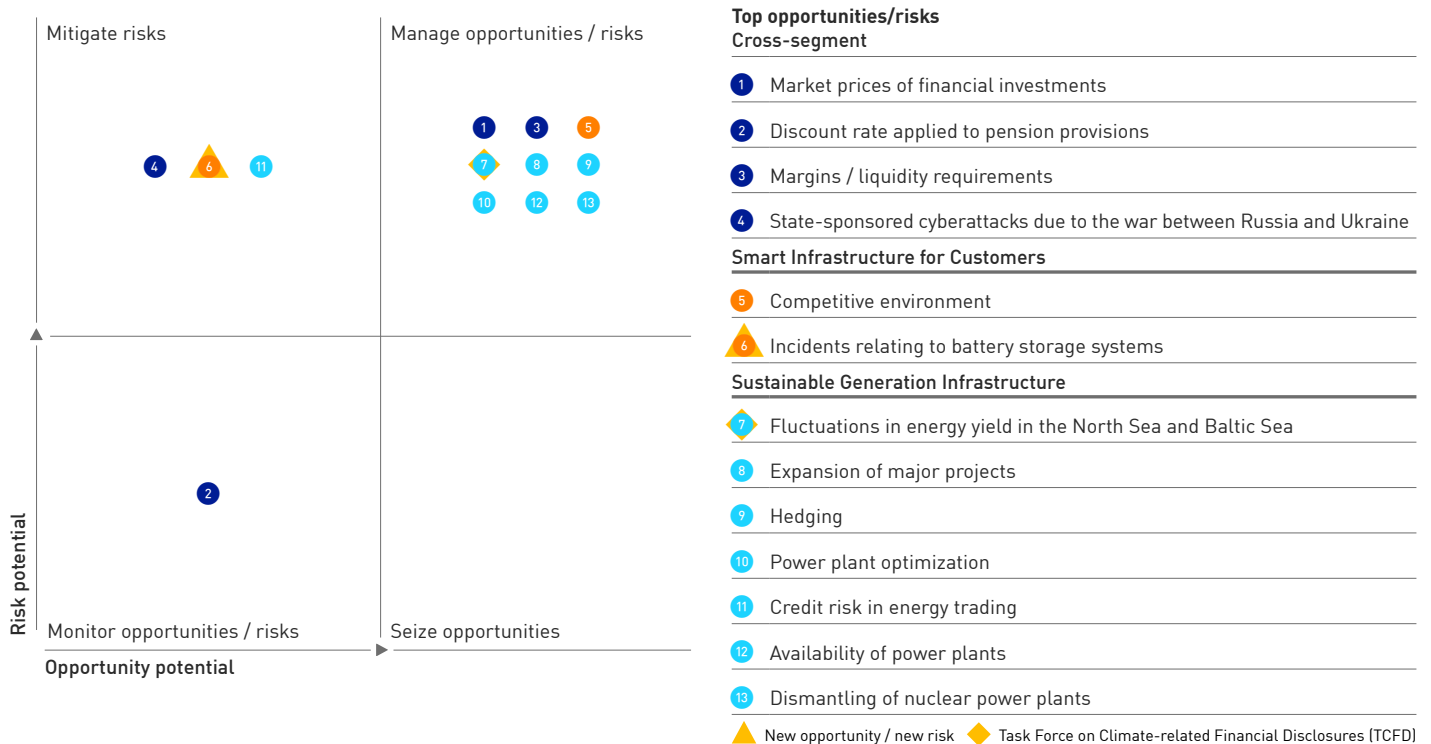 Mitigate risks
Manage opportunities / risks
1 3 5
4 6 11
7 8 9
10 12 13
2
Risk potential
Monitor opportunities / risks
Seize opportunities
Opportunity potential
Top opportunities/risks
Cross-segment
1 Market prices of financial investments
2 Discount rate applied to pension provisions
3 Margins / liquidity requirements
4 State-sponsored cyberattacks due to the war between Russia and Ukraine
Smart Infrastructure for Customers
5 Competitive environment
6 Incidents relating to battery storage systems
Sustainable Generation Infrastructure
7 Fluctuations in energy yield in the North Sea and Baltic Sea
8 Expansion of major projects
9 Hedging
10 Power plant optimization
11 Credit risk in energy trading
12 Availability of power plants
13 Dismantling of nuclear power plants
New opportunity / new risk
Task Force on Climate-related Financial Disclosures (TCFD)